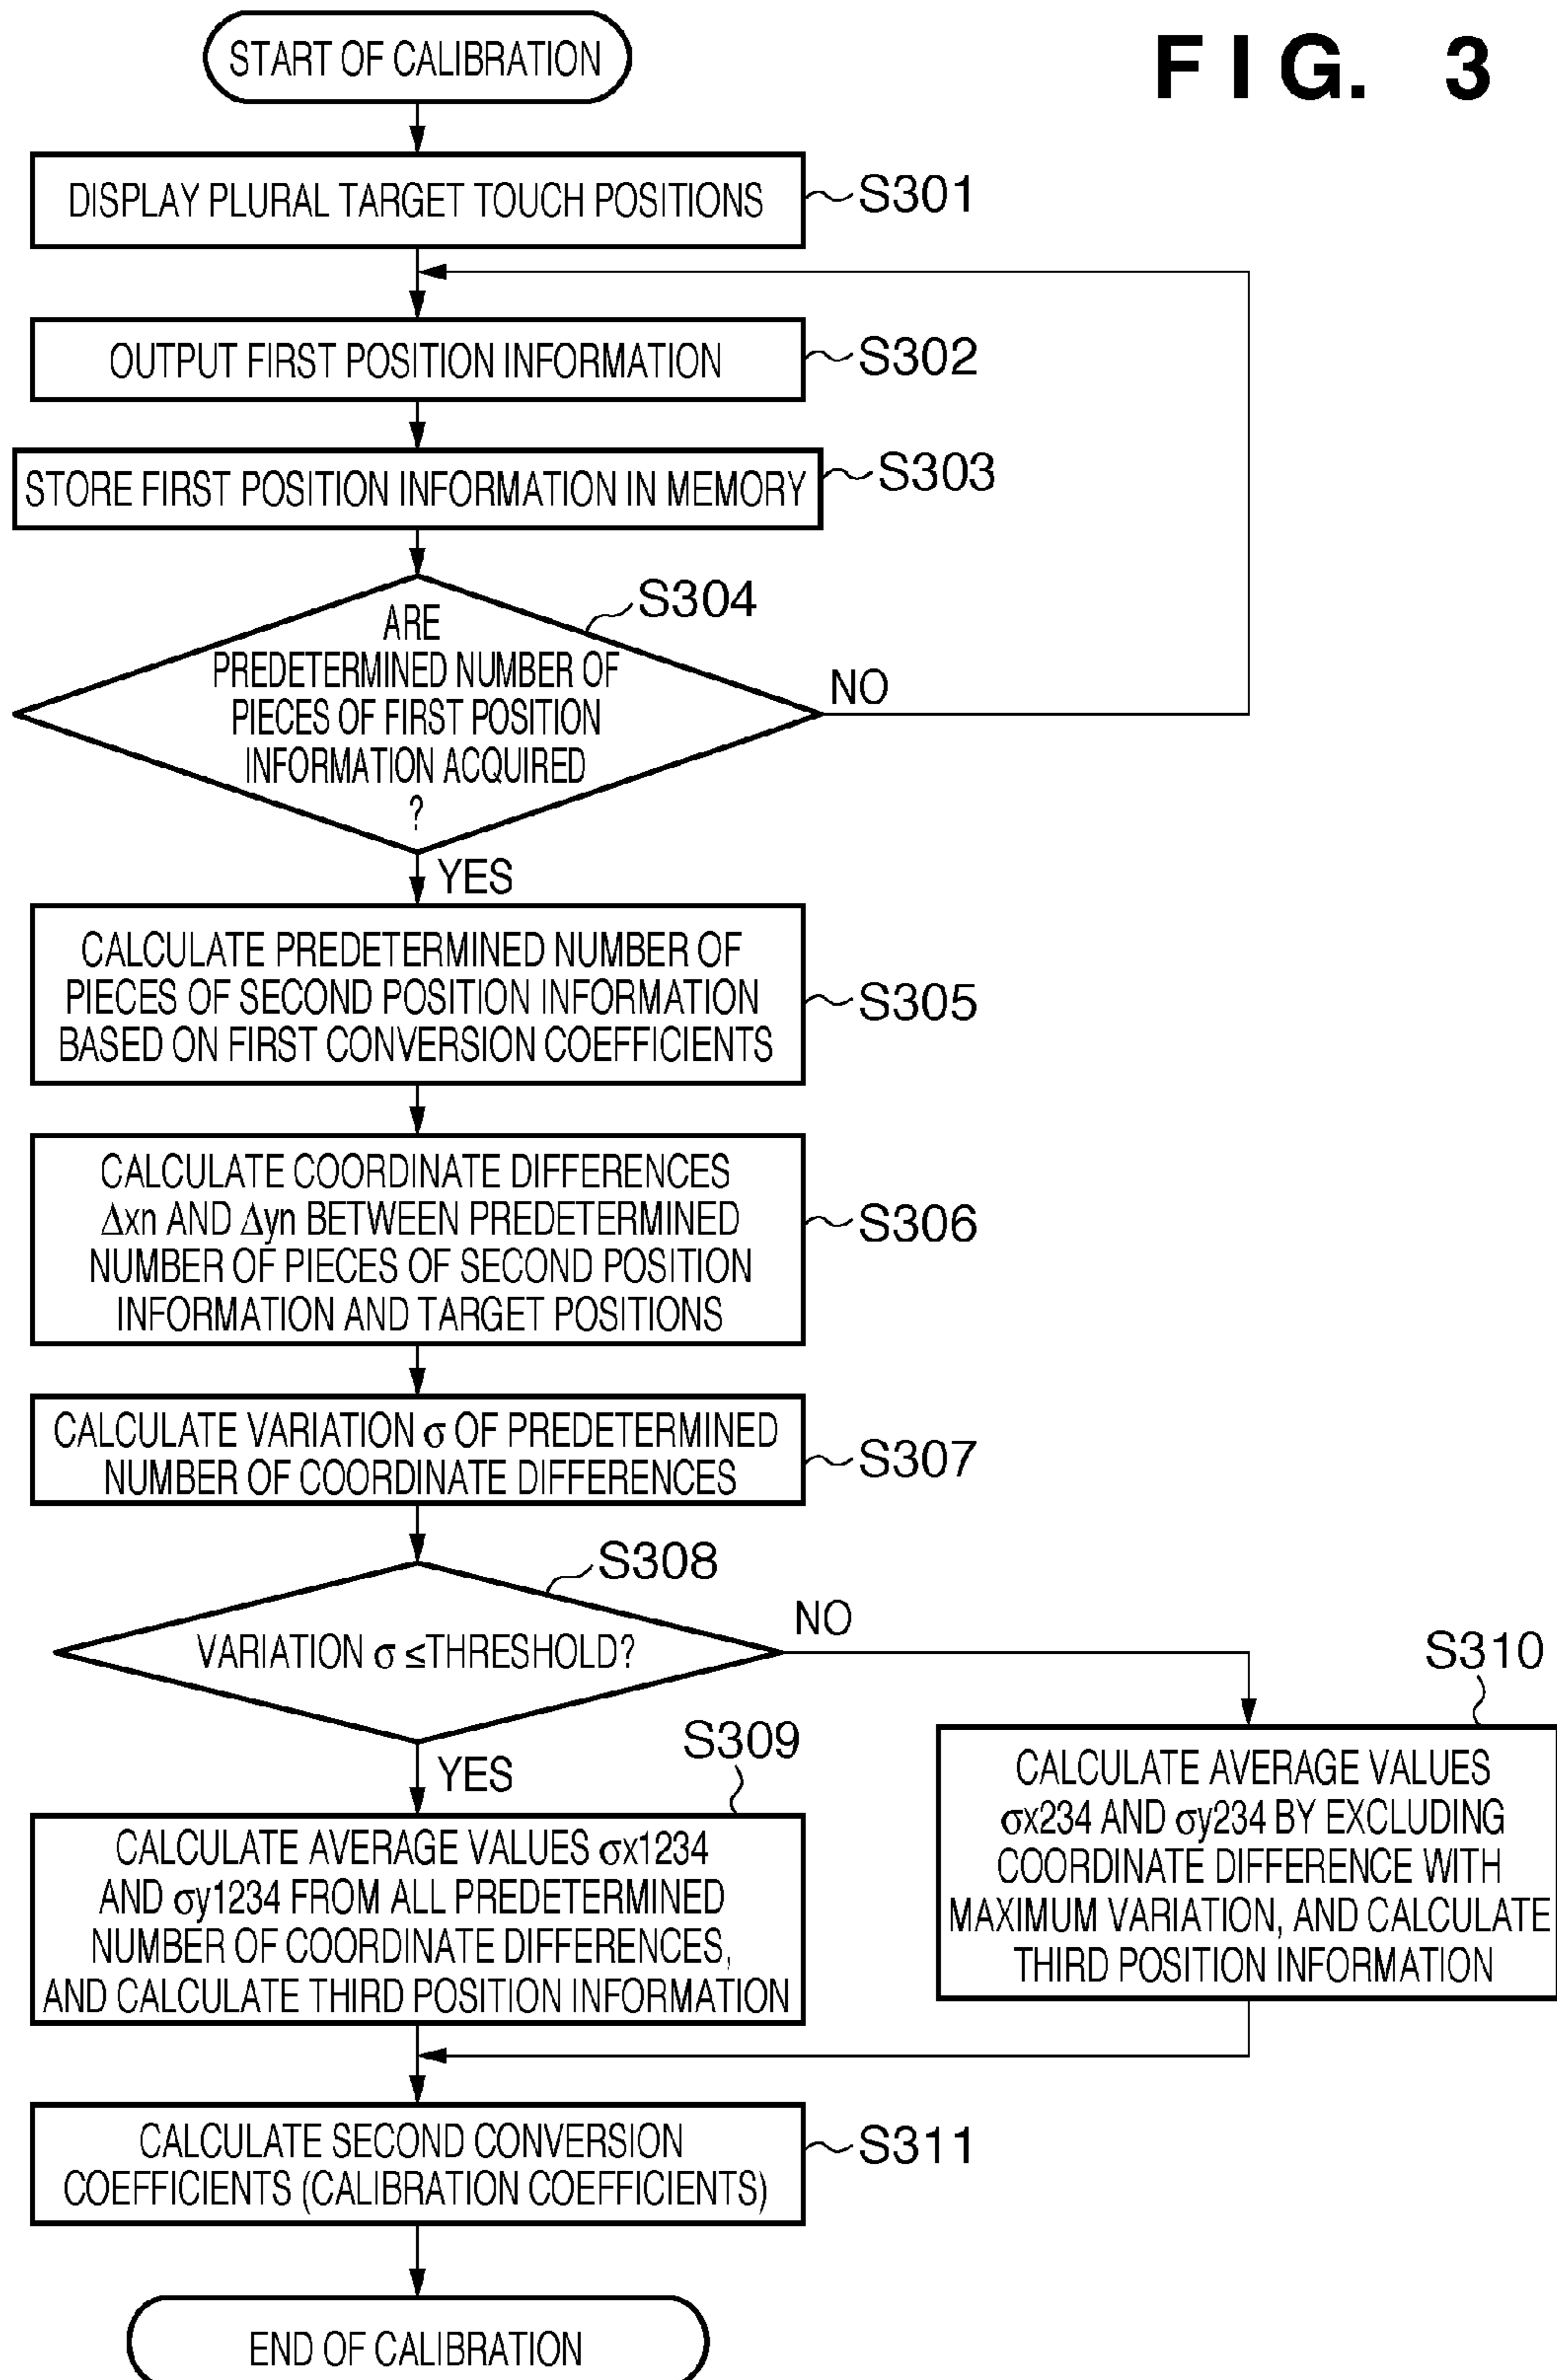 FIG. 3
START OF CALIBRATION
DISPLAY PLURAL TARGET TOUCH POSITIONS
S301
OUTPUT FIRST POSITION INFORMATION
S302
STORE FIRST POSITION INFORMATION IN MEMORY
S303
S304
ARE
PREDETERMINED NUMBER OF
PIECES OF FIRST POSITION
INFORMATION ACQUIRED
?
NO
YES
CALCULATE PREDETERMINED NUMBER OF
PIECES OF SECOND POSITION INFORMATION
BASED ON FIRST CONVERSION COEFFICIENTS
S305
CALCULATE COORDINATE DIFFERENCES
Δxn AND Δyn BETWEEN PREDETERMINED
NUMBER OF PIECES OF SECOND POSITION
INFORMATION AND TARGET POSITIONS
S306
CALCULATE VARIATION σ OF PREDETERMINED
NUMBER OF COORDINATE DIFFERENCES
S307
S308
VARIATION σ ≤THRESHOLD?
NO
YES
S309
CALCULATE AVERAGE VALUES σx1234
AND σy1234 FROM ALL PREDETERMINED
NUMBER OF COORDINATE DIFFERENCES,
AND CALCULATE THIRD POSITION INFORMATION
S310
CALCULATE AVERAGE VALUES
σx234 AND σy234 BY EXCLUDING
COORDINATE DIFFERENCE WITH
MAXIMUM VARIATION, AND CALCULATE
THIRD POSITION INFORMATION
CALCULATE SECOND CONVERSION
COEFFICIENTS (CALIBRATION COEFFICIENTS)
S311
END OF CALIBRATION